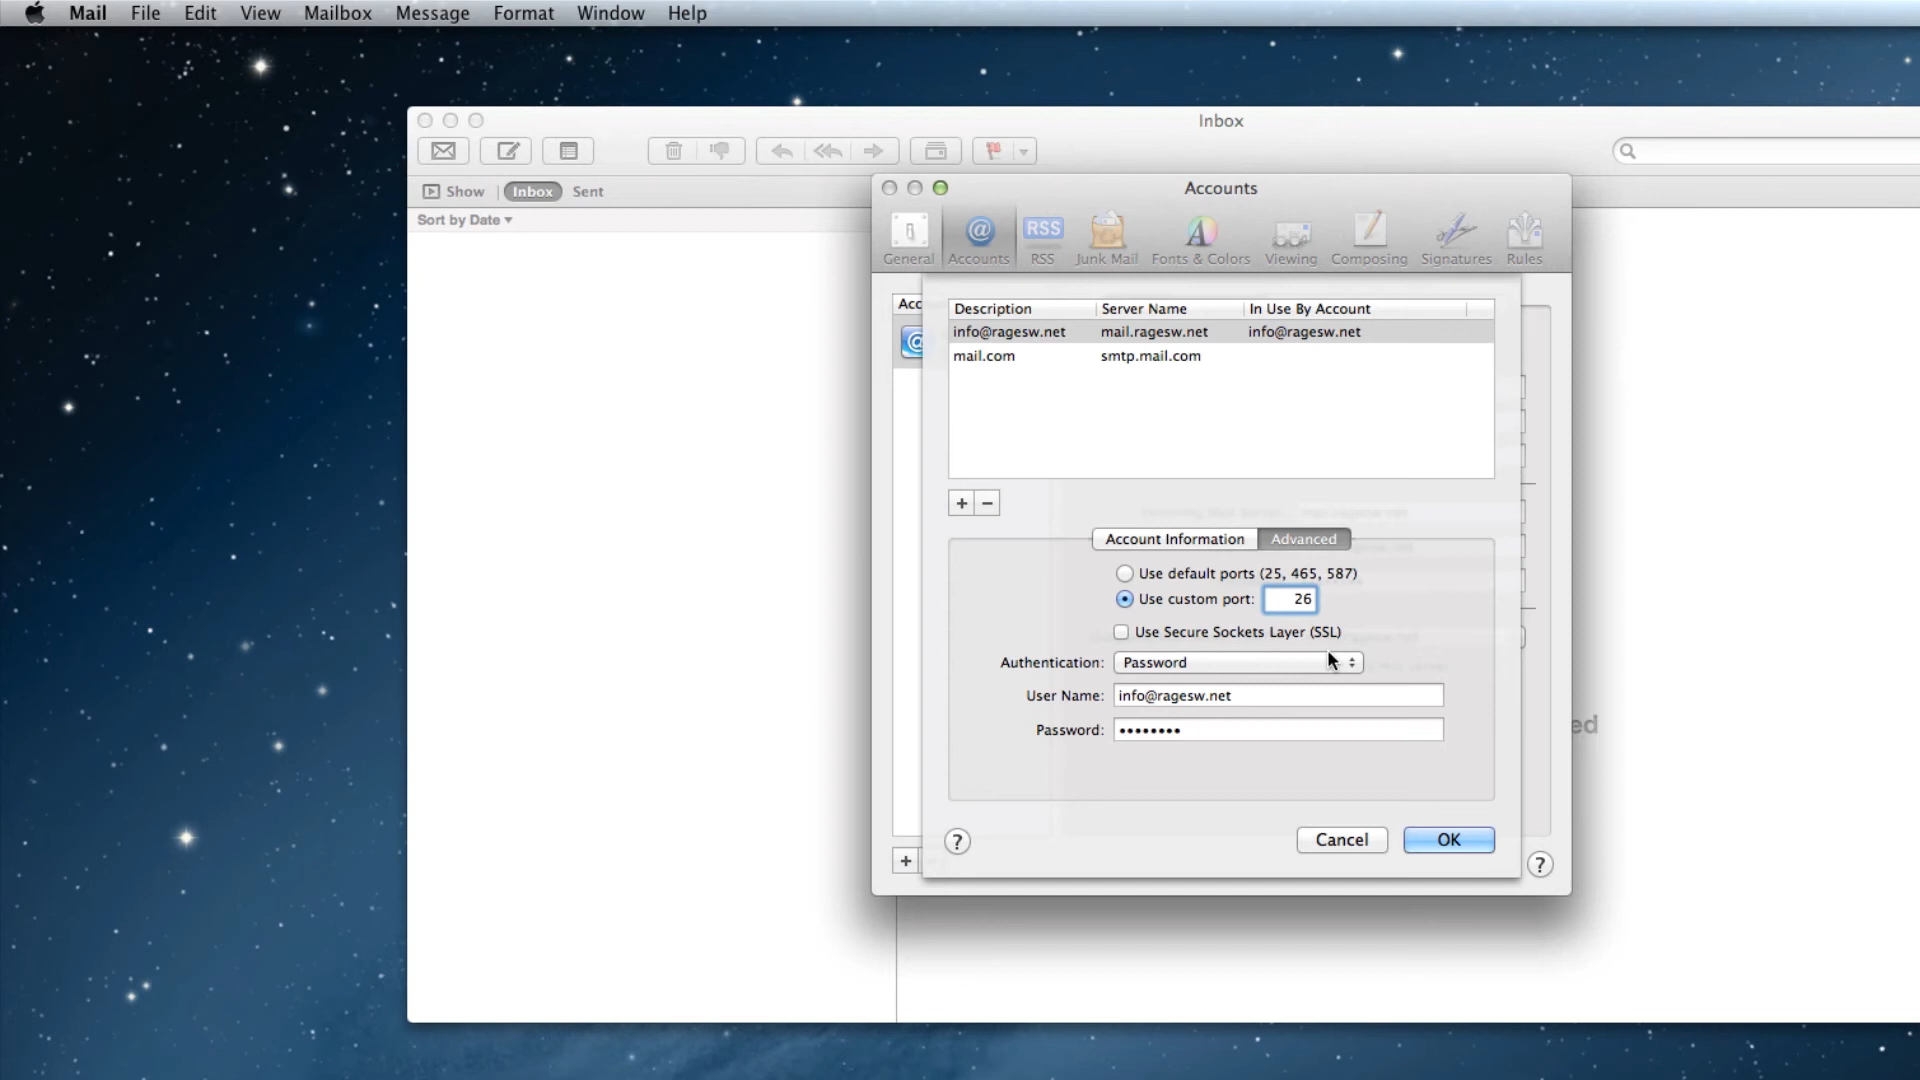 Mail File Edit View Mailbox Message Format Window Help
Inbox
Show Inbox Sent
Sort by Date
Accounts
RSS
General Accounts RSS Junk Mail Fonts & Colors Viewing Composing Signatures Rules
Acc
Description Server Name In Use By Account
info@ragesw.net mail.ragesw.net info@ragesw.net
mail.com smtp.mail.com
+ −
Account Information Advanced
Use default ports (25, 465, 587)
Use custom port: 26
Use Secure Sockets Layer (SSL)
Authentication: Password
User Name: info@ragesw.net
Password: ••••••••
ed
? Cancel OK
+ ?